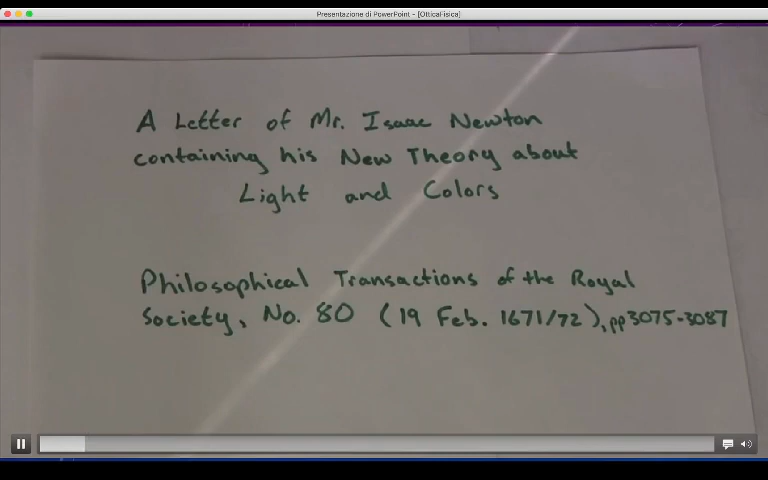 Presentazione di PowerPoint - [OtticaFisica]
A Letter of Mr. Isaac Newton
containing his New Theory about
Light and Colors
Philosophical Transactions of the Royal
Society, No. 80 (19 Feb. 1671/72), pp3075-3087